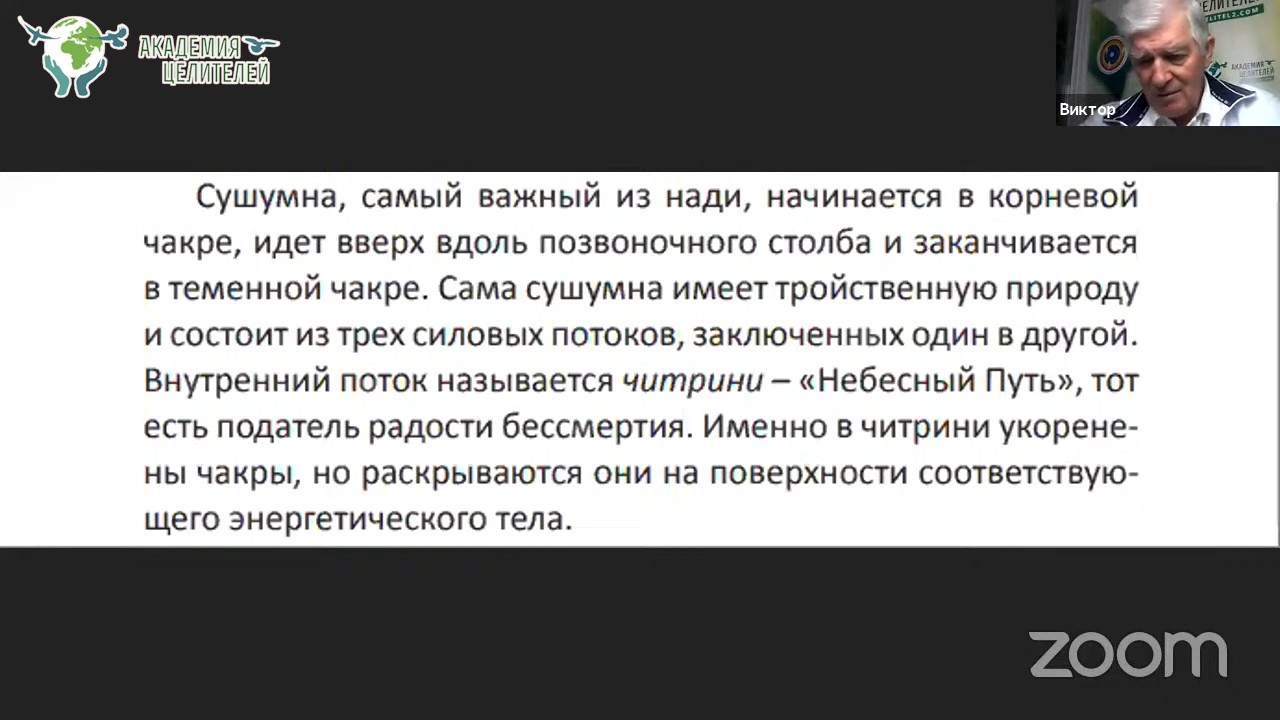 АКАДЕМИЯ
ЦЕЛИТЕЛЕЙ
Виктор
Сушумна, самый важный из нади, начинается в корневой
чакре, идет вверх вдоль позвоночного столба и заканчивается
в теменной чакре. Сама сушумна имеет тройственную природу
и состоит из трех силовых потоков, заключенных один в другой.
Внутренний поток называется читрини – «Небесный Путь», тот
есть податель радости бессмертия. Именно в читрини укорене-
ны чакры, но раскрываются они на поверхности соответствую-
щего энергетического тела.
zoom